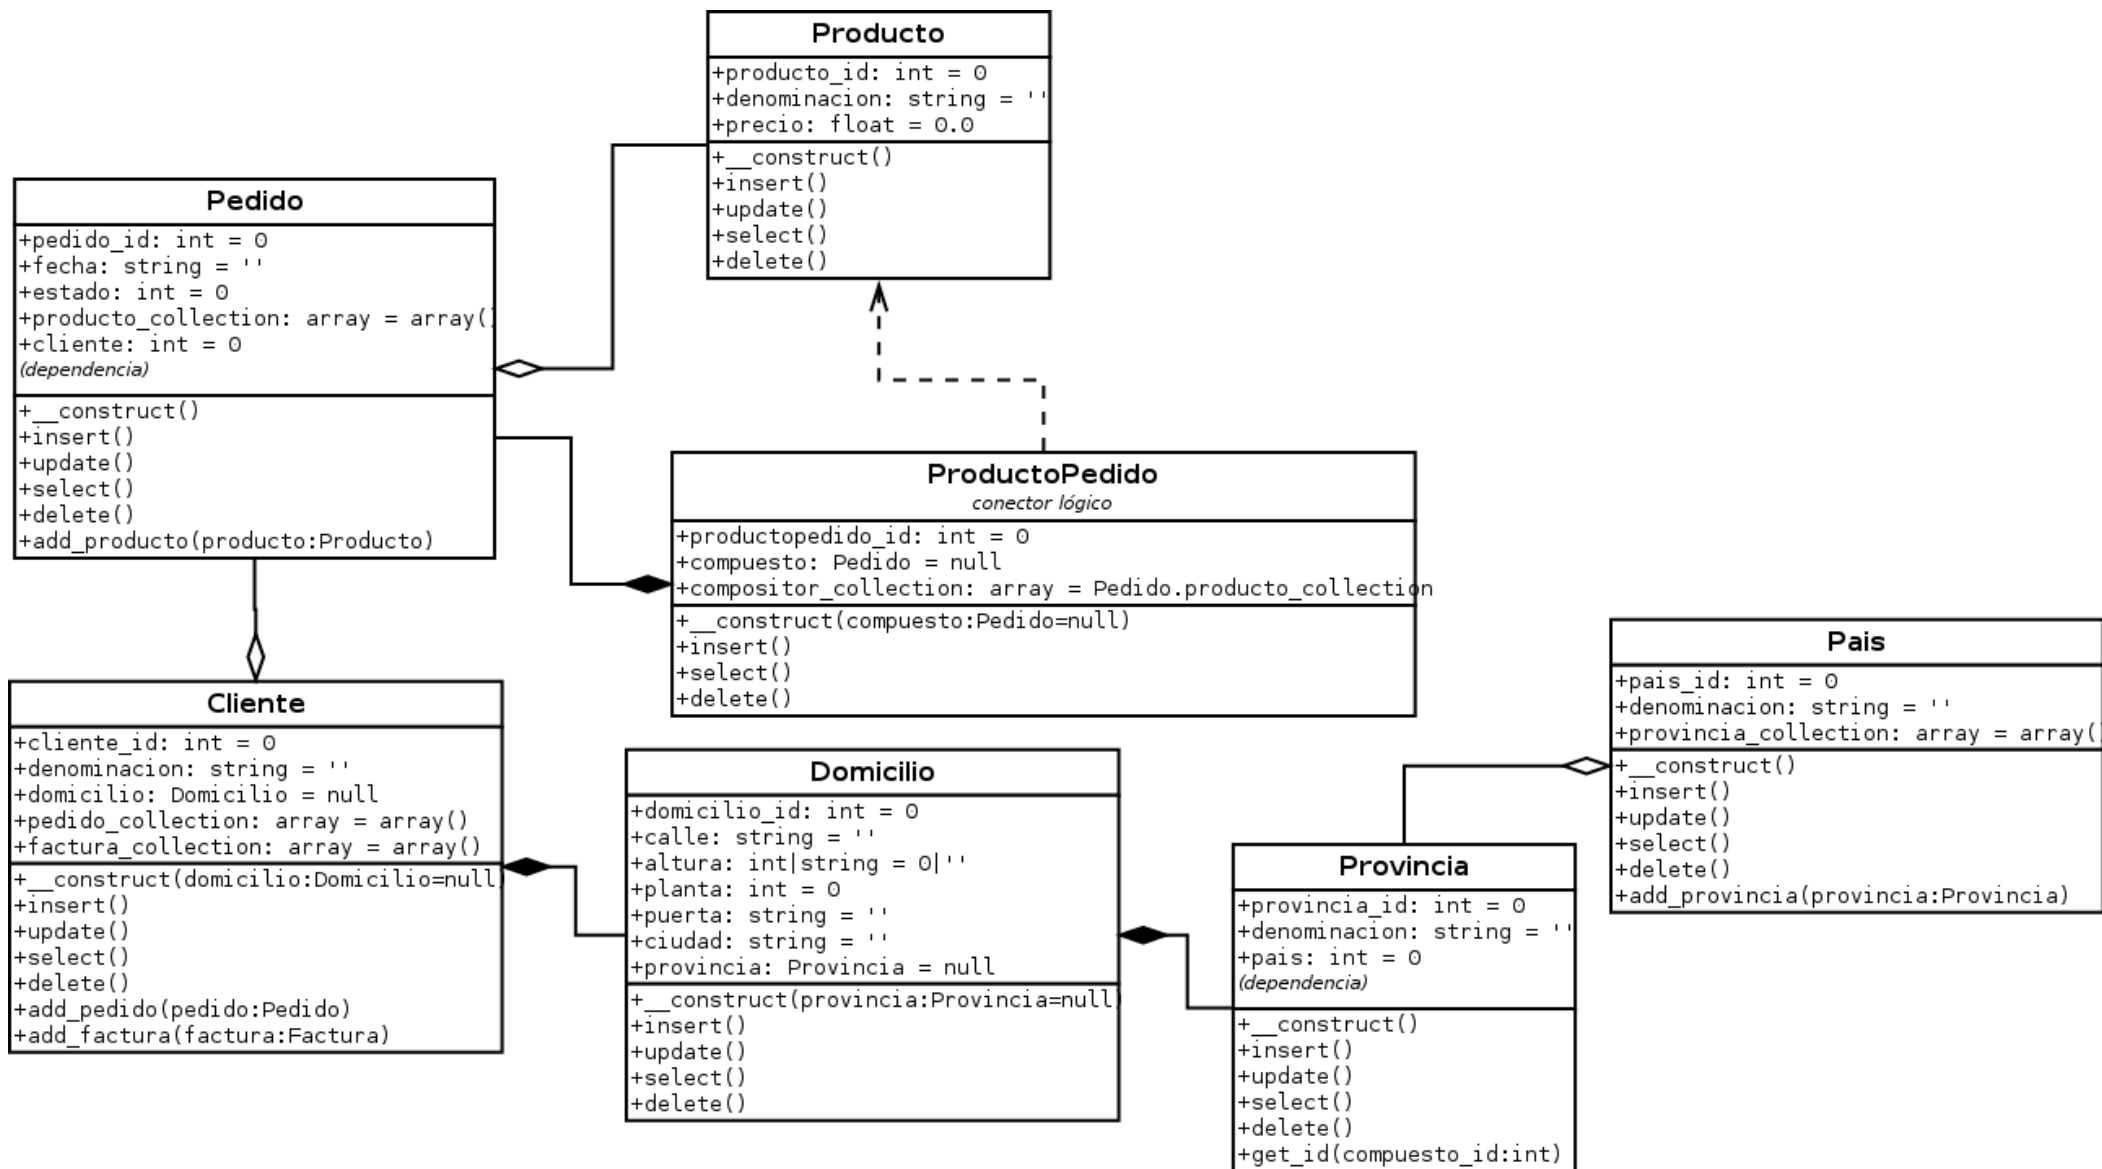 Producto
+producto_id: int = 0
+denominacion: string = ''
+precio: float = 0.0
+__construct()
+insert()
+update()
+select()
+delete()
Pedido
+pedido_id: int = 0
+fecha: string = ''
+estado: int = 0
+producto_collection: array = array()
+cliente: int = 0
(dependencia)
+__construct()
+insert()
+update()
+select()
+delete()
+add_producto(producto:Producto)
ProductoPedido
conector lógico
+productopedido_id: int = 0
+compuesto: Pedido = null
+compositor_collection: array = Pedido.producto_collection
+__construct(compuesto:Pedido=null)
+insert()
+select()
+delete()
Cliente
+cliente_id: int = 0
+denominacion: string = ''
+domicilio: Domicilio = null
+pedido_collection: array = array()
+factura_collection: array = array()
+__construct(domicilio:Domicilio=null)
+insert()
+update()
+select()
+delete()
+add_pedido(pedido:Pedido)
+add_factura(factura:Factura)
Domicilio
+domicilio_id: int = 0
+calle: string = ''
+altura: int|string = 0|''
+planta: int = 0
+puerta: string = ''
+ciudad: string = ''
+provincia: Provincia = null
+__construct(provincia:Provincia=null)
+insert()
+update()
+select()
+delete()
Provincia
+provincia_id: int = 0
+denominacion: string = ''
+pais: int = 0
(dependencia)
+__construct()
+insert()
+update()
+select()
+delete()
+get_id(compuesto_id:int)
Pais
+pais_id: int = 0
+denominacion: string = ''
+provincia_collection: array = array()
+__construct()
+insert()
+update()
+select()
+delete()
+add_provincia(provincia:Provincia)